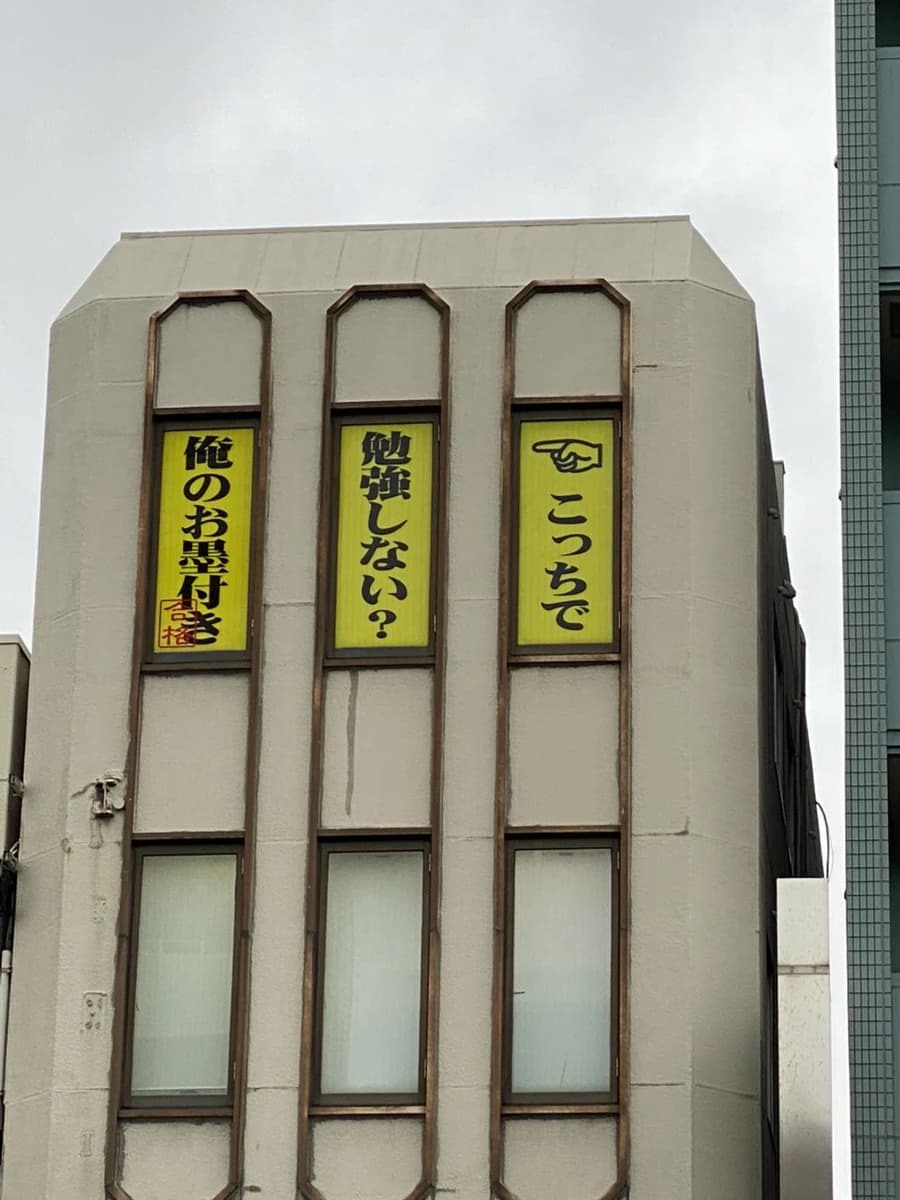 こっちで
勉強しない?
俺のお墨付き
合格